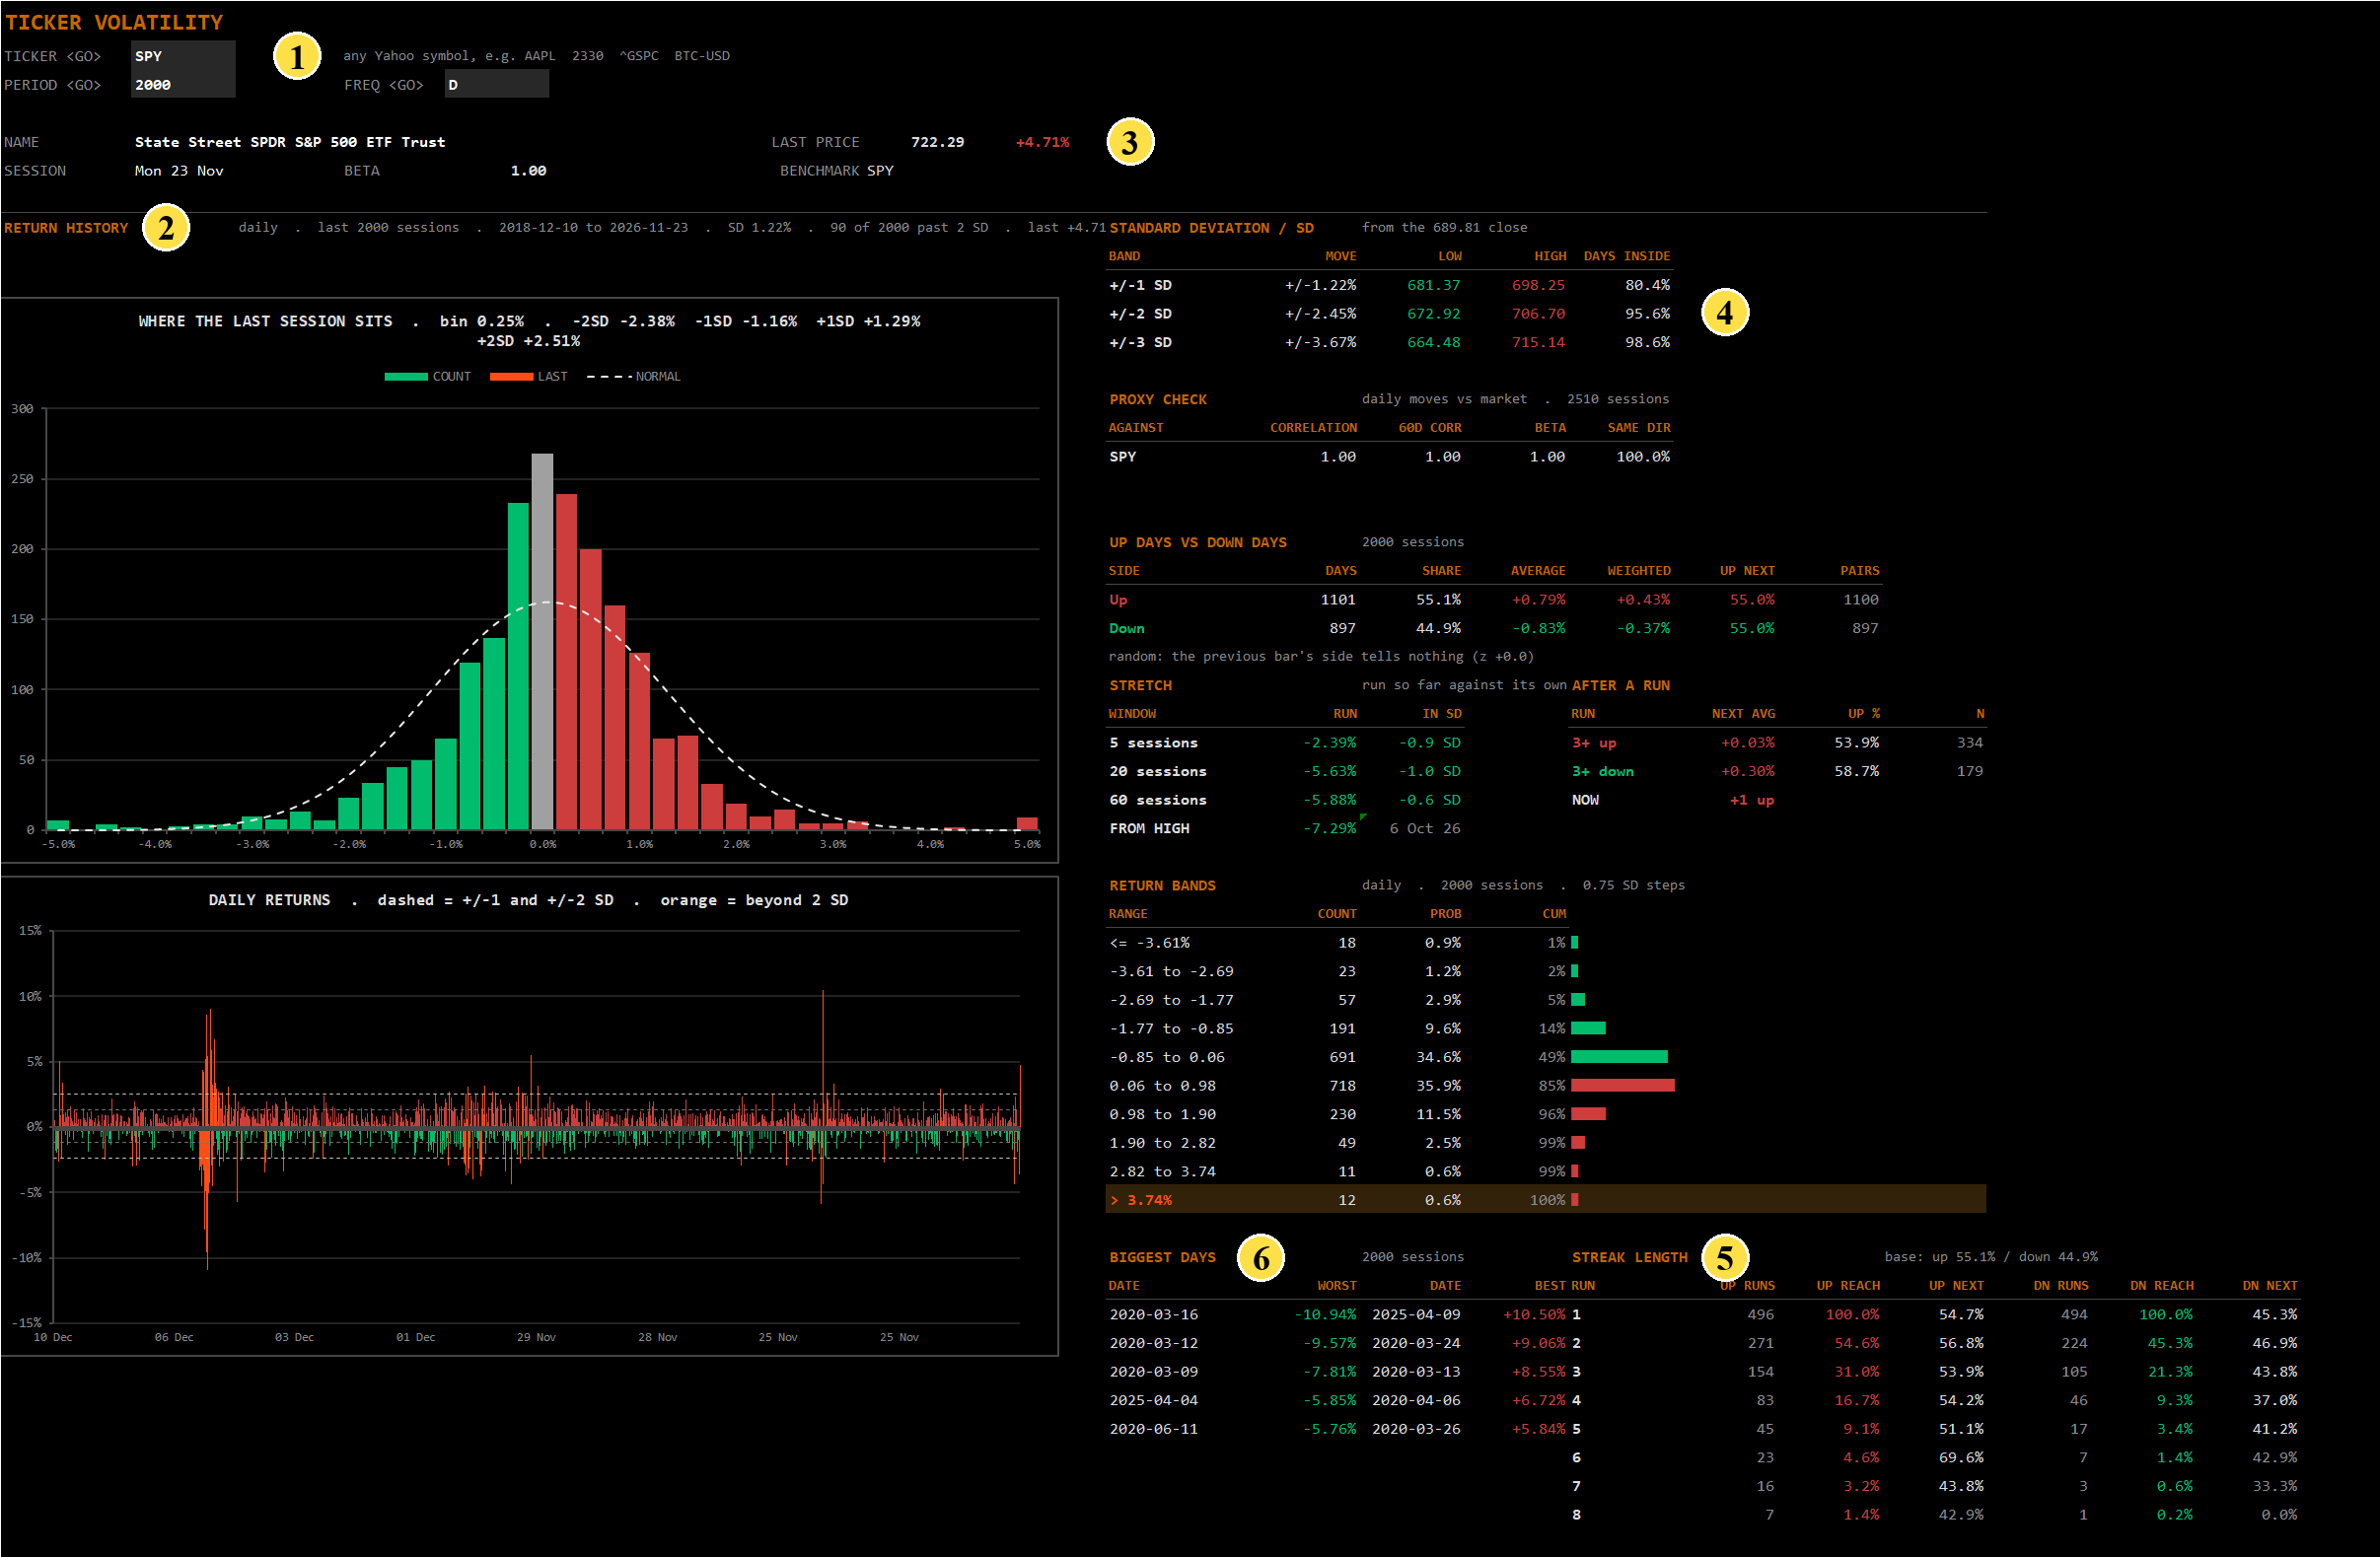 TICKER VOLATILITY
TICKER <GO> SPY 1 any Yahoo symbol, e.g. AAPL 2330 ^GSPC BTC-USD
PERIOD <GO> 2000 FREQ <GO> D
NAME State Street SPDR S&P 500 ETF Trust LAST PRICE 722.29 +4.71% 3
SESSION Mon 23 Nov BETA 1.00 BENCHMARK SPY
RETURN HISTORY 2 daily . last 2000 sessions . 2018-12-10 to 2026-11-23 . SD 1.22% . 90 of 2000 past 2 SD . last +4.71
WHERE THE LAST SESSION SITS . bin 0.25% . -2SD -2.38% -1SD -1.16% +1SD +1.29%
+2SD +2.51%
COUNT LAST NORMAL
300
250
200
150
100
50
0
-5.0% -4.0% -3.0% -2.0% -1.0% 0.0% 1.0% 2.0% 3.0% 4.0% 5.0%
DAILY RETURNS . dashed = +/-1 and +/-2 SD . orange = beyond 2 SD
15%
10%
5%
0%
-5%
-10%
-15%
10 Dec 06 Dec 03 Dec 01 Dec 29 Nov 28 Nov 25 Nov 25 Nov
STANDARD DEVIATION / SD from the 689.81 close
BAND MOVE LOW HIGH DAYS INSIDE
+/-1 SD +/-1.22% 681.37 698.25 80.4%
+/-2 SD +/-2.45% 672.92 706.70 95.6% 4
+/-3 SD +/-3.67% 664.48 715.14 98.6%
PROXY CHECK daily moves vs market . 2510 sessions
AGAINST CORRELATION 60D CORR BETA SAME DIR
SPY 1.00 1.00 1.00 100.0%
UP DAYS VS DOWN DAYS 2000 sessions
SIDE DAYS SHARE AVERAGE WEIGHTED UP NEXT PAIRS
Up 1101 55.1% +0.79% +0.43% 55.0% 1100
Down 897 44.9% -0.83% -0.37% 55.0% 897
random: the previous bar's side tells nothing (z +0.0)
STRETCH run so far against its own
WINDOW RUN IN SD
5 sessions -2.39% -0.9 SD
20 sessions -5.63% -1.0 SD
60 sessions -5.88% -0.6 SD
FROM HIGH -7.29% 6 Oct 26
AFTER A RUN
RUN NEXT AVG UP % N
3+ up +0.03% 53.9% 334
3+ down +0.30% 58.7% 179
NOW +1 up
RETURN BANDS daily . 2000 sessions . 0.75 SD steps
RANGE COUNT PROB CUM
<= -3.61% 18 0.9% 1%
-3.61 to -2.69 23 1.2% 2%
-2.69 to -1.77 57 2.9% 5%
-1.77 to -0.85 191 9.6% 14%
-0.85 to 0.06 691 34.6% 49%
0.06 to 0.98 718 35.9% 85%
0.98 to 1.90 230 11.5% 96%
1.90 to 2.82 49 2.5% 99%
2.82 to 3.74 11 0.6% 99%
> 3.74% 12 0.6% 100%
BIGGEST DAYS 6 2000 sessions
DATE WORST DATE BEST
2020-03-16 -10.94% 2025-04-09 +10.50%
2020-03-12 -9.57% 2020-03-24 +9.06%
2020-03-09 -7.81% 2020-03-13 +8.55%
2025-04-04 -5.85% 2020-04-06 +6.72%
2020-06-11 -5.76% 2020-03-26 +5.84%
STREAK LENGTH 5 base: up 55.1% / down 44.9%
RUN UP RUNS UP REACH UP NEXT DN RUNS DN REACH DN NEXT
1 496 100.0% 54.7% 494 100.0% 45.3%
2 271 54.6% 56.8% 224 45.3% 46.9%
3 154 31.0% 53.9% 105 21.3% 43.8%
4 83 16.7% 54.2% 46 9.3% 37.0%
5 45 9.1% 51.1% 17 3.4% 41.2%
6 23 4.6% 69.6% 7 1.4% 42.9%
7 16 3.2% 43.8% 3 0.6% 33.3%
8 7 1.4% 42.9% 1 0.2% 0.0%